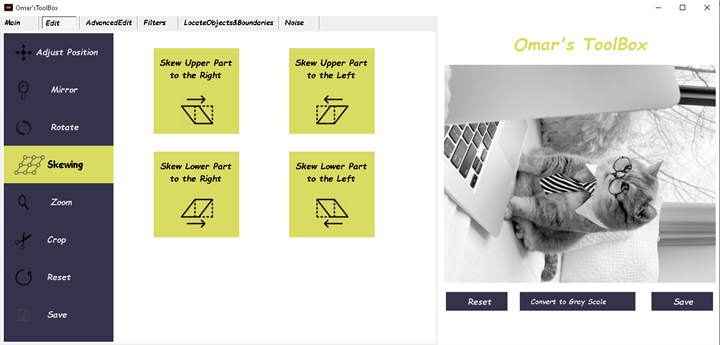 Omar'sToolBox
Main
Edit
AdvancedEdit
Filters
LocateObjects&Boundaries
Noise
Adjust Position
Mirror
Rotate
Skewing
Zoom
Crop
Reset
Save
Skew Upper Part
to the Right
Skew Upper Part
to the Left
Skew Lower Part
to the Right
Skew Lower Part
to the Left
Omar's ToolBox
Reset
Convert to Gray Scale
Save